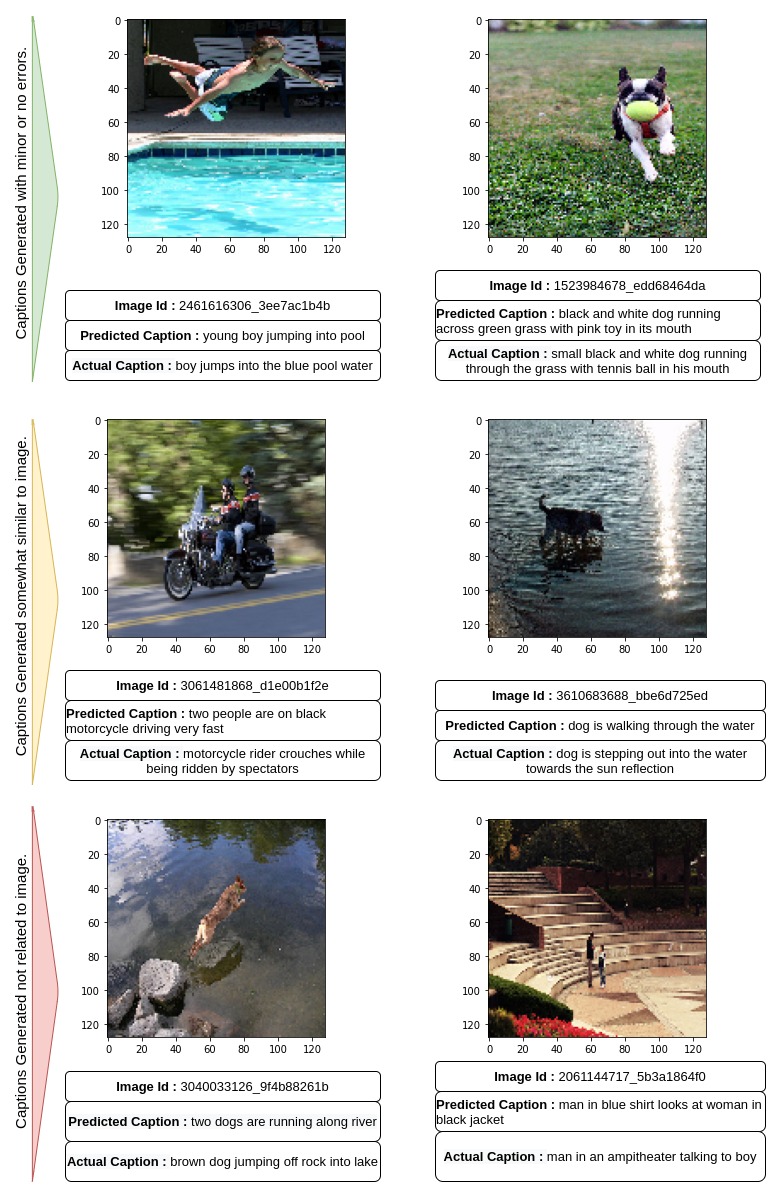 Captions Generated with minor or no errors.
0
20
40
60
80
100
120
0 20 40 60 80 100 120
Image Id : 2461616306_3ee7ac1b4b
Predicted Caption : young boy jumping into pool
Actual Caption : boy jumps into the blue pool water
0
20
40
60
80
100
120
0 20 40 60 80 100 120
Image Id : 1523984678_edd68464da
Predicted Caption : black and white dog running
across green grass with pink toy in its mouth
Actual Caption : small black and white dog running
through the grass with tennis ball in his mouth
Captions Generated somewhat similar to image.
0
20
40
60
80
100
120
0 20 40 60 80 100 120
Image Id : 3061481868_d1e00b1f2e
Predicted Caption : two people are on black
motorcycle driving very fast
Actual Caption : motorcycle rider crouches while
being ridden by spectators
0
20
40
60
80
100
120
0 20 40 60 80 100 120
Image Id : 3610683688_bbe6d725ed
Predicted Caption : dog is walking through the water
Actual Caption : dog is stepping out into the water
towards the sun reflection
Captions Generated not related to image.
0
20
40
60
80
100
120
0 20 40 60 80 100 120
Image Id : 3040033126_9f4b88261b
Predicted Caption : two dogs are running along river
Actual Caption : brown dog jumping off rock into lake
0
20
40
60
80
100
120
0 20 40 60 80 100 120
Image Id : 2061144717_5b3a1864f0
Predicted Caption : man in blue shirt looks at woman in
black jacket
Actual Caption : man in an ampitheater talking to boy